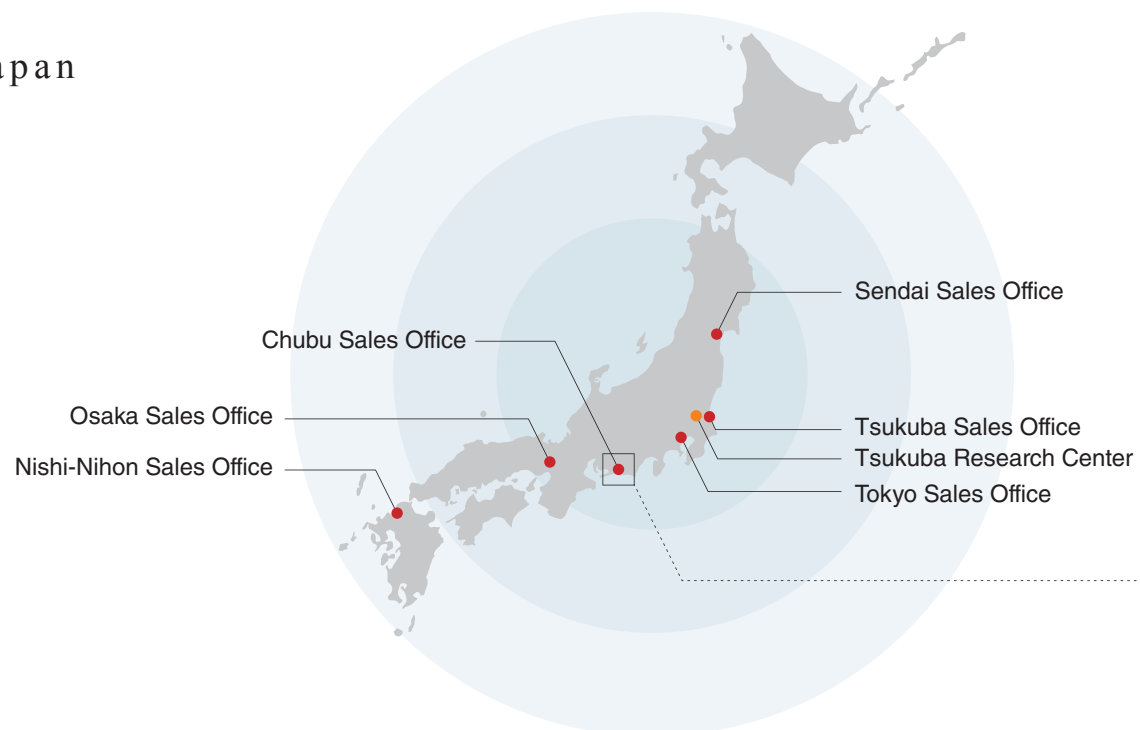 apan
Sendai Sales Office
Chubu Sales Office
Osaka Sales Office
Tsukuba Sales Office
Nishi-Nihon Sales Office
Tsukuba Research Center
Tokyo Sales Office